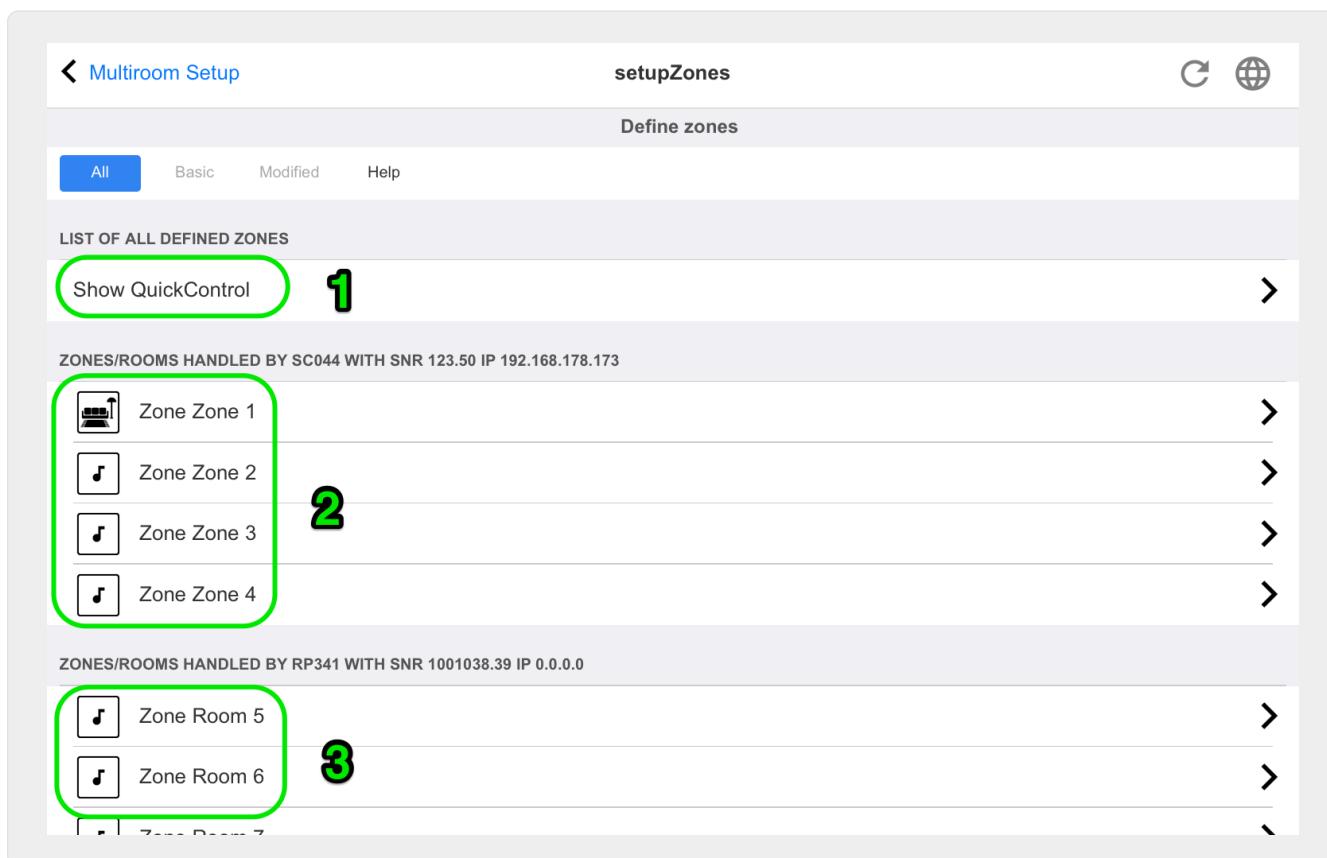 Multiroom Setup setupZones
Define zones
All Basic Modified Help
LIST OF ALL DEFINED ZONES
Show QuickControl 1
ZONES/ROOMS HANDLED BY SC044 WITH SNR 123.50 IP 192.168.178.173
Zone Zone 1
Zone Zone 2
2
Zone Zone 3
Zone Zone 4
ZONES/ROOMS HANDLED BY RP341 WITH SNR 1001038.39 IP 0.0.0.0
Zone Room 5
3
Zone Room 6
Zone Room 7